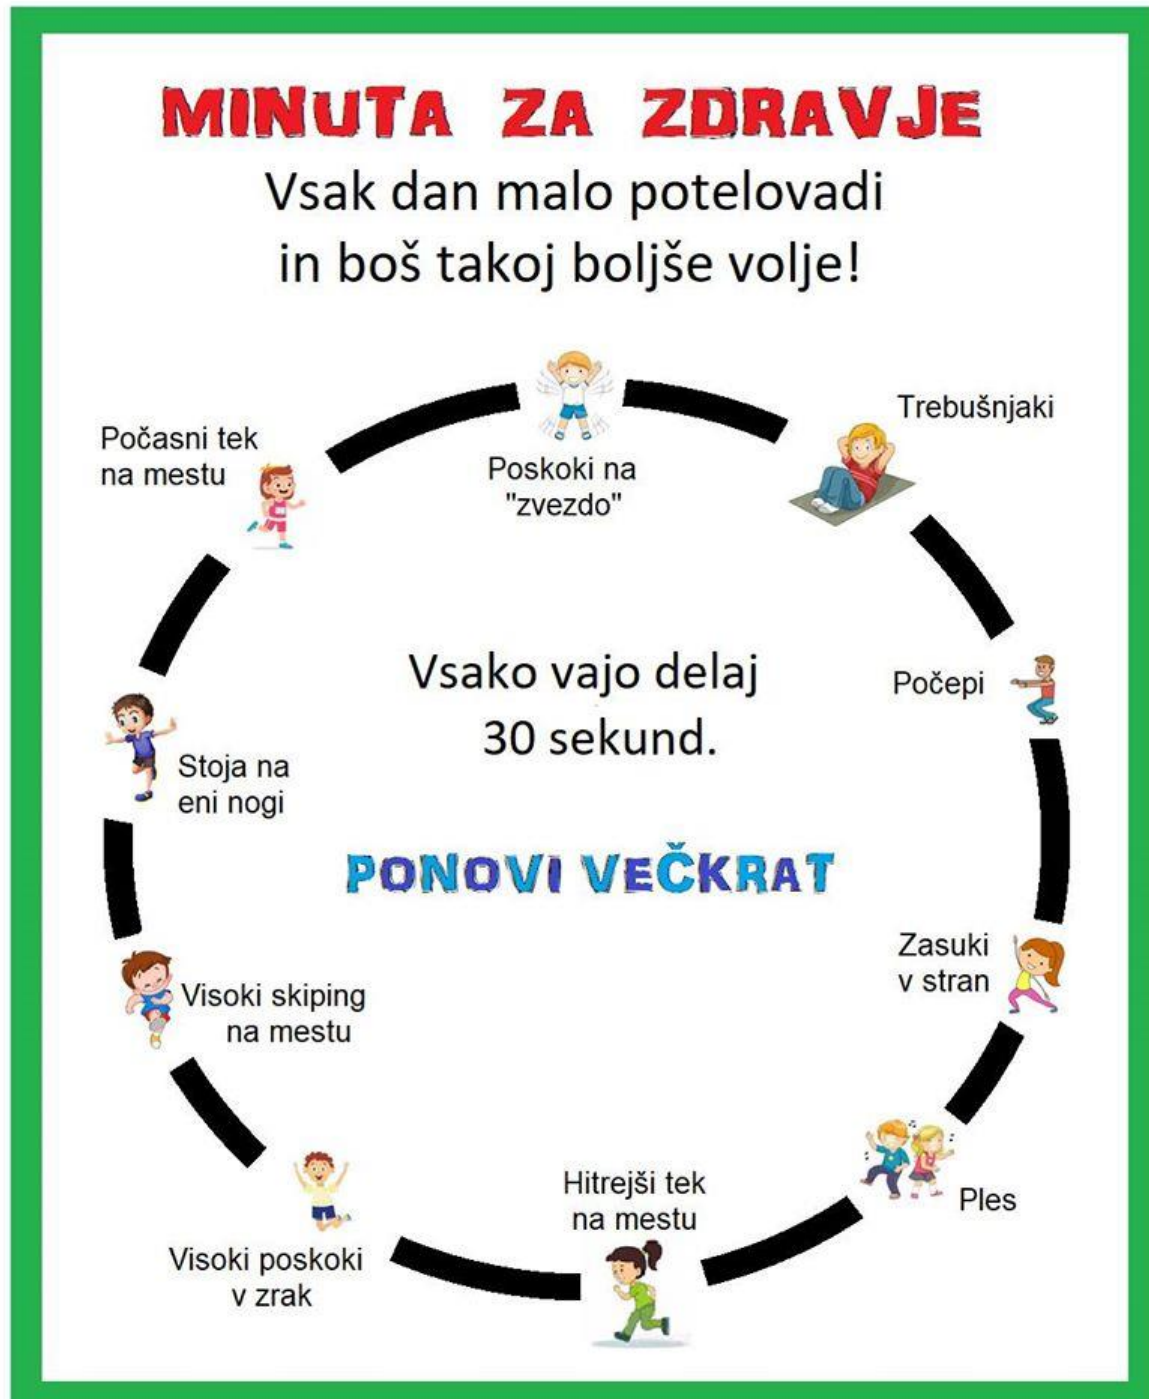 MINUTA ZA ZDRAVJE
Vsak dan malo potelovadi
in boš takoj boljše volje!
Poskoki na
"zvezdo"
Trebušnjaki
Počepi
Zasuki
v stran
Ples
Hitrejši tek
na mestu
Visoki poskoki
v zrak
Visoki skiping
na mestu
Stoja na
eni nogi
Počasni tek
na mestu
Vsako vajo delaj
30 sekund.
PONOVI VEČKRAT